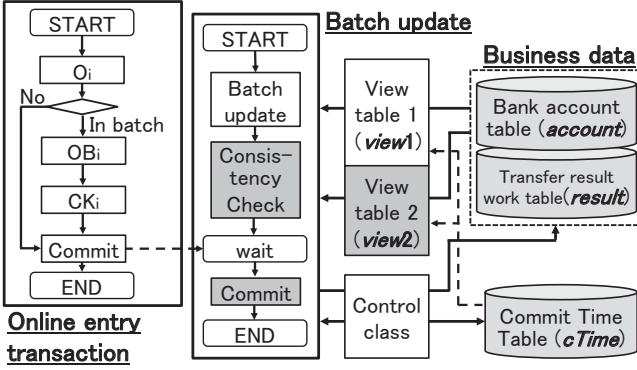 START
Oi
No
In batch
OBi
CKi
Commit
END
Online entry
transaction
Batch update
START
Batch
update
Consis-
tency
Check
wait
Commit
END
View
table 1
(view1)
View
table 2
(view2)
Control
class
Business data
Bank account
table (account)
Transfer result
work table(result)
Commit Time
Table (cTime)